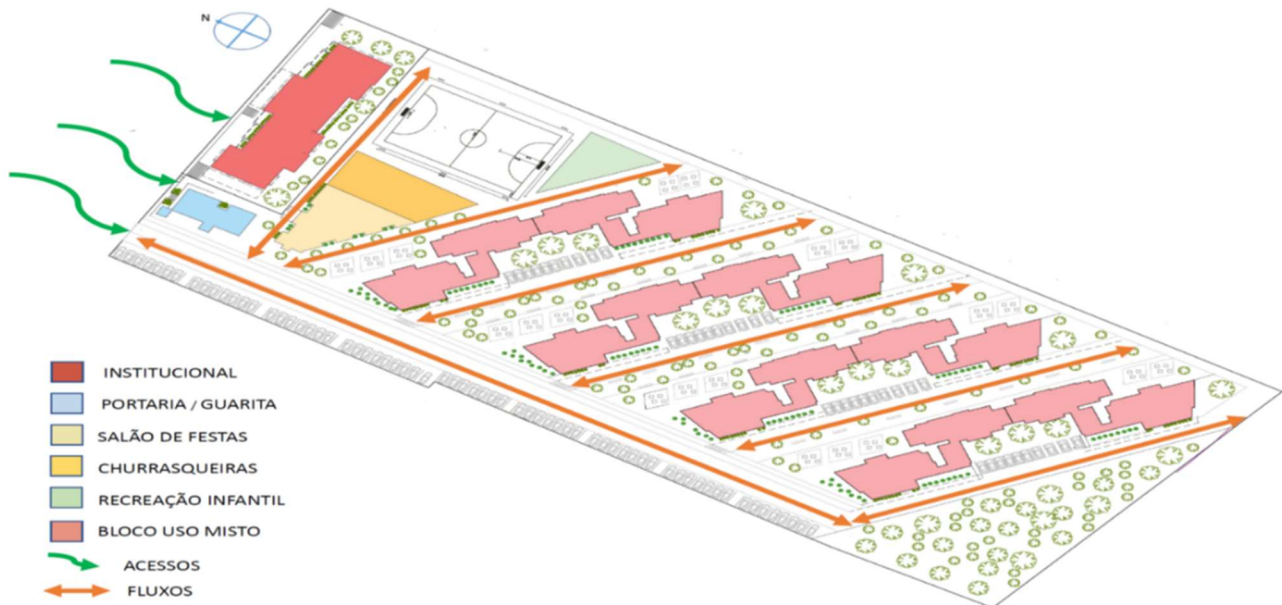 N
INSTITUCIONAL
PORTARIA / GUARITA
SALÃO DE FESTAS
CHURRASQUEIRAS
RECREAÇÃO INFANTIL
BLOCO USO MISTO
ACESSOS
FLUXOS